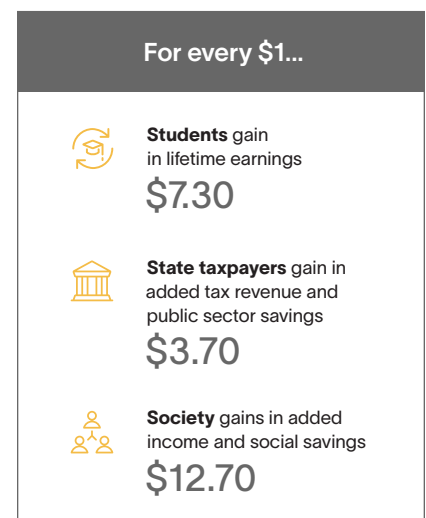 For every $1...
Students gain
in lifetime earnings
$7.30
State taxpayers gain in
added tax revenue and
public sector savings
$3.70
Society gains in added
income and social savings
$12.70